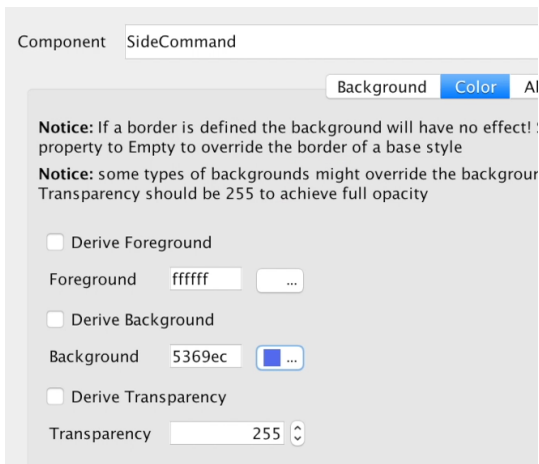 Component SideCommand
Background Color
Notice: If a border is defined the background will have no effect!
property to Empty to override the border of a base style
Notice: some types of backgrounds might override the
Transparency should be 255 to achieve full opacity
Derive Foreground
Foreground ffffff ...
Derive Background
Background 5369ec ...
Derive Transparency
Transparency 255